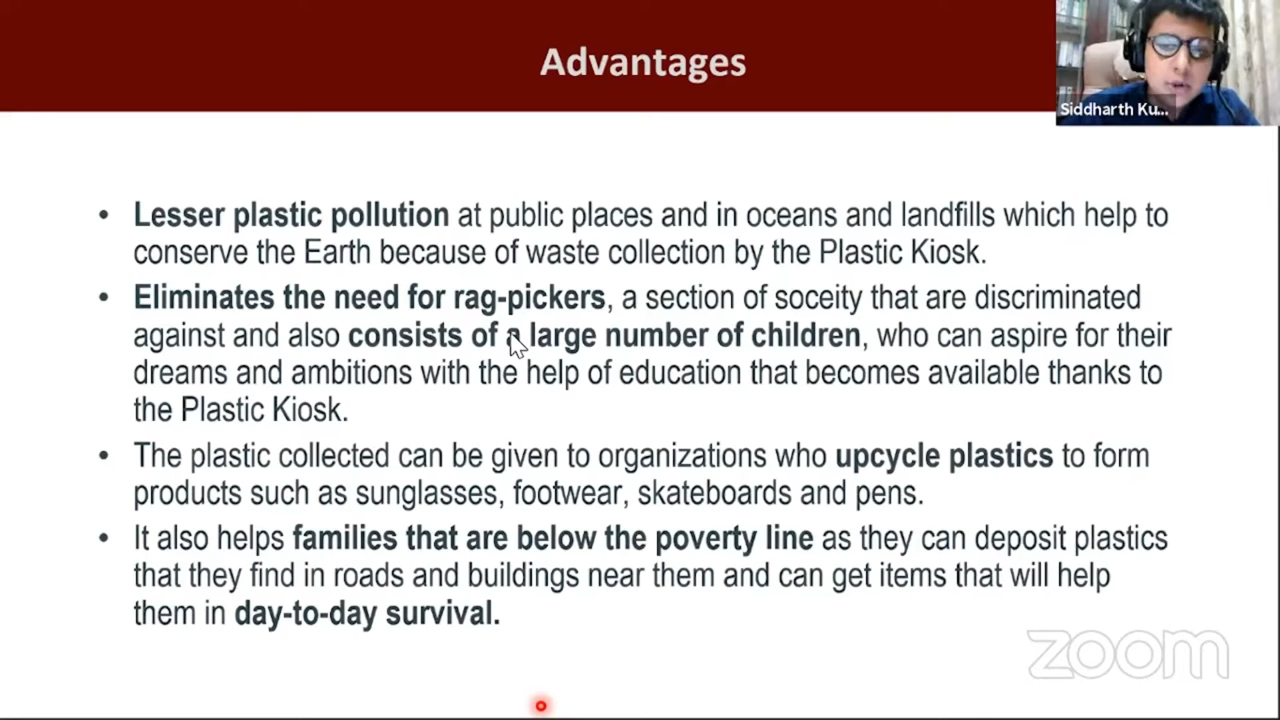 Advantages
Siddharth Ku...
• Lesser plastic pollution at public places and in oceans and landfills which help to
conserve the Earth because of waste collection by the Plastic Kiosk.
• Eliminates the need for rag-pickers, a section of soceity that are discriminated
against and also consists of a large number of children, who can aspire for their
dreams and ambitions with the help of education that becomes available thanks to
the Plastic Kiosk.
• The plastic collected can be given to organizations who upcycle plastics to form
products such as sunglasses, footwear, skateboards and pens.
• It also helps families that are below the poverty line as they can deposit plastics
that they find in roads and buildings near them and can get items that will help
them in day-to-day survival.
zoom